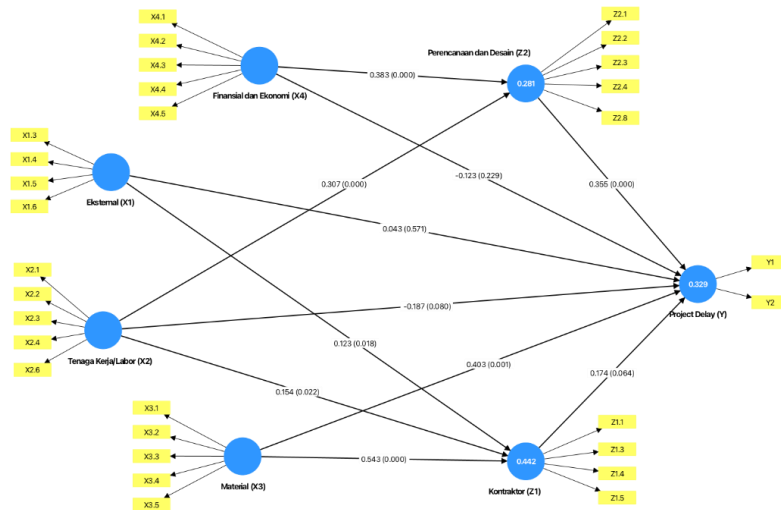 X4.1
X4.2
X4.3
X4.4
X4.5
Finansial dan Ekonomi (X4)
0.383 (0.000)
Perencanaan dan Desain (Z2)
0.281
Z2.1
Z2.2
Z2.3
Z2.4
Z2.8
X1.3
X1.4
X1.5
X1.6
Eksternal (X1)
0.307 (0.000)
-0.123 (0.229)
0.355 (0.000)
0.043 (0.271)
X2.1
X2.2
X2.3
X2.4
X2.6
Tenaga Kerja/Labor (X2)
-0.187 (0.080)
0.123 (0.018)
0.154 (0.022)
0.403 (0.001)
0.174 (0.064)
0.329
Project Delay (Y)
Y1
Y2
X3.1
X3.2
X3.3
X3.4
X3.5
Material (X3)
0.543 (0.000)
0.442
Kontraktor (Z1)
Z1.1
Z1.3
Z1.4
Z1.5